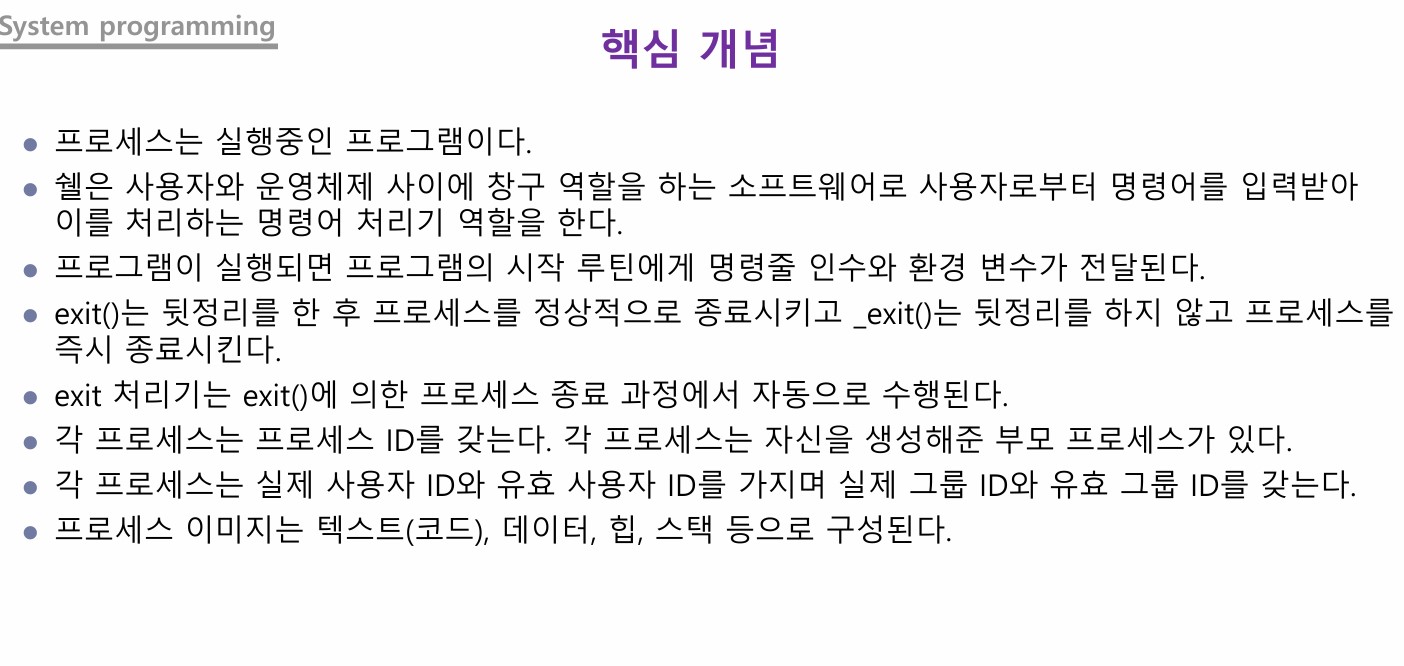 System programming
핵심 개념
● 프로세스는 실행중인 프로그램이다.
● 쉘은 사용자와 운영체제 사이에 창구 역할을 하는 소프트웨어로 사용자로부터 명령어를 입력받아
이를 처리하는 명령어 처리기 역할을 한다.
● 프로그램이 실행되면 프로그램의 시작 루틴에게 명령줄 인수와 환경 변수가 전달된다.
● exit()는 뒷정리를 한 후 프로세스를 정상적으로 종료시키고 _exit()는 뒷정리를 하지 않고 프로세스를
즉시 종료시킨다.
● exit 처리기는 exit()에 의한 프로세스 종료 과정에서 자동으로 수행된다.
● 각 프로세스는 프로세스 ID를 갖는다. 각 프로세스는 자신을 생성해준 부모 프로세스가 있다.
● 각 프로세스는 실제 사용자 ID와 유효 사용자 ID를 가지며 실제 그룹 ID와 유효 그룹 ID를 갖는다.
● 프로세스 이미지는 텍스트(코드), 데이터, 힙, 스택 등으로 구성된다.